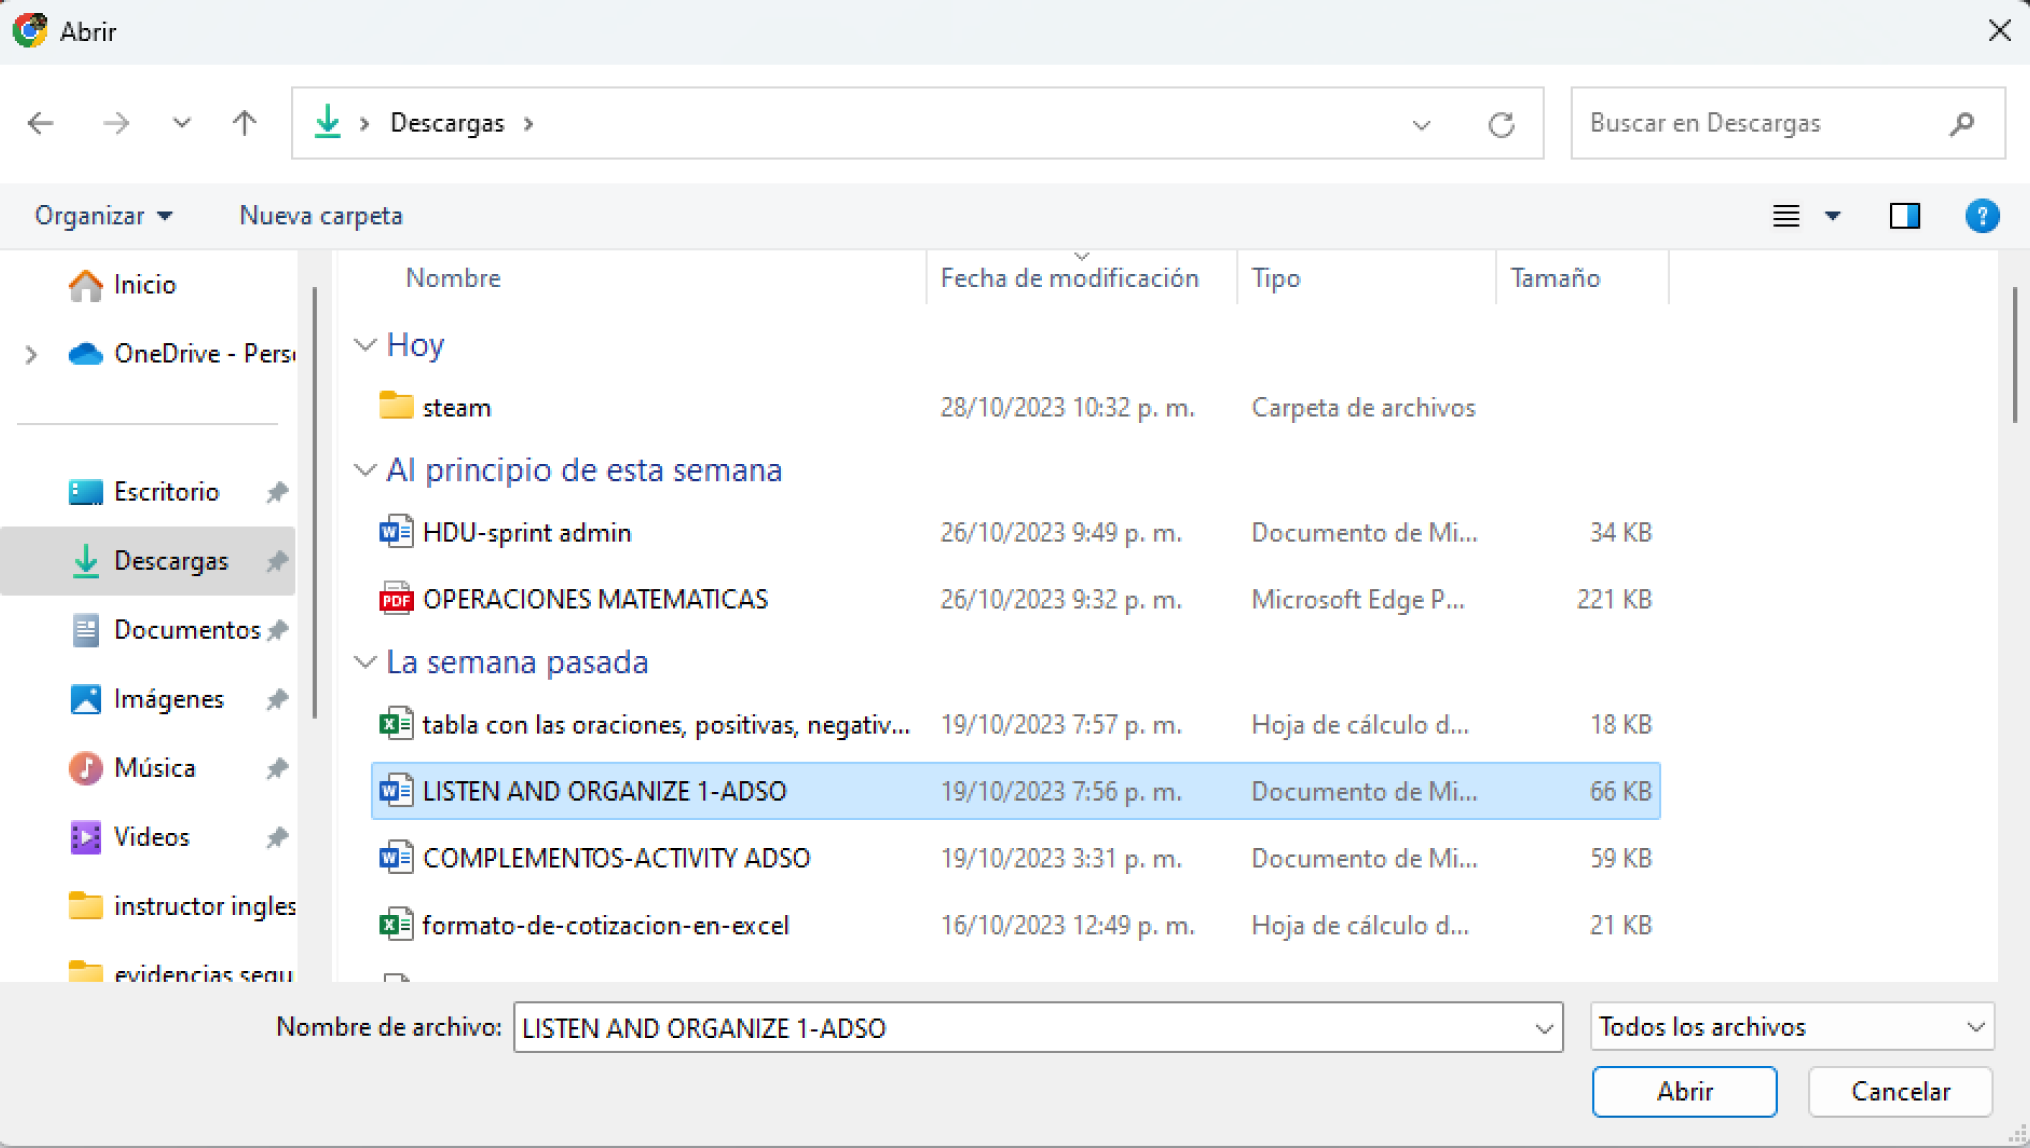 Abrir
Descargas
Buscar en Descargas
Organizar
Nueva carpeta
Inicio
OneDrive - Pers
Escritorio
Descargas
Documentos
Imágenes
Música
Videos
instructor ingles
evidencias segu
Nombre Fecha de modificación Tipo Tamaño
Hoy
steam 28/10/2023 10:32 p. m. Carpeta de archivos
Al principio de esta semana
HDU-sprint admin 26/10/2023 9:49 p. m. Documento de Mi... 34 KB
PDF OPERACIONES MATEMATICAS 26/10/2023 9:32 p. m. Microsoft Edge P... 221 KB
La semana pasada
tabla con las oraciones, positivas, negativ... 19/10/2023 7:57 p. m. Hoja de cálculo d... 18 KB
LISTEN AND ORGANIZE 1-ADSO 19/10/2023 7:56 p. m. Documento de Mi... 66 KB
COMPLEMENTOS-ACTIVITY ADSO 19/10/2023 3:31 p. m. Documento de Mi... 59 KB
formato-de-cotizacion-en-excel 16/10/2023 12:49 p. m. Hoja de cálculo d... 21 KB
Nombre de archivo: LISTEN AND ORGANIZE 1-ADSO
Todos los archivos
Abrir
Cancelar